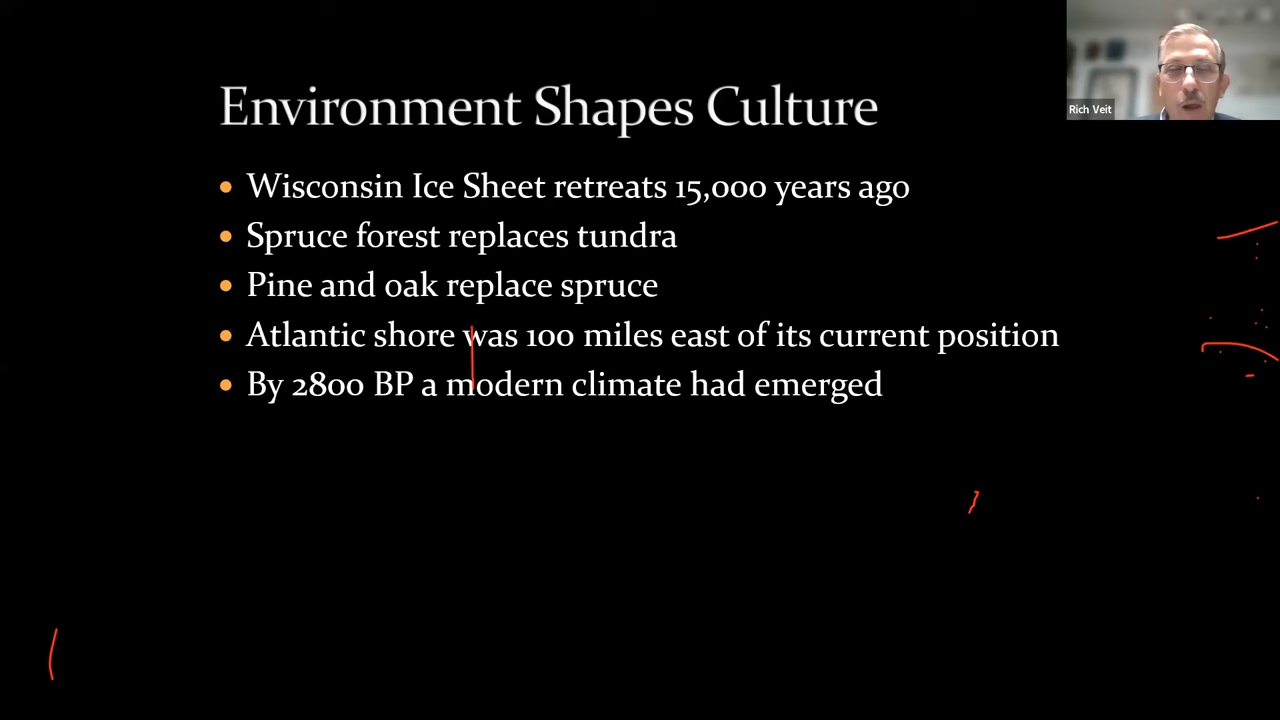 Environment Shapes Culture
Wisconsin Ice Sheet retreats 15,000 years ago
Spruce forest replaces tundra
Pine and oak replace spruce
Atlantic shore was 100 miles east of its current position
By 2800 BP a modern climate had emerged
Rich Veit